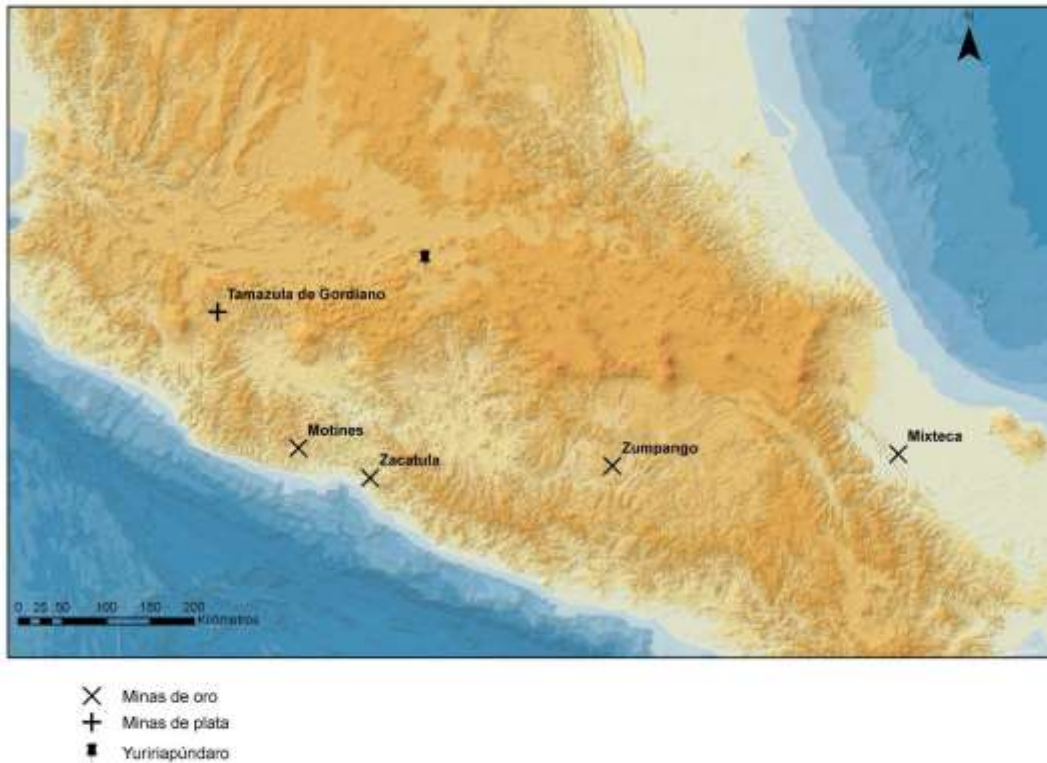 Tamazula de Gordiano
Motines
Zacatula
Zumpango
Mixteca
0 25 50 100 150 200
Kilómetros
Minas de oro
Minas de plata
Yuririapúndaro